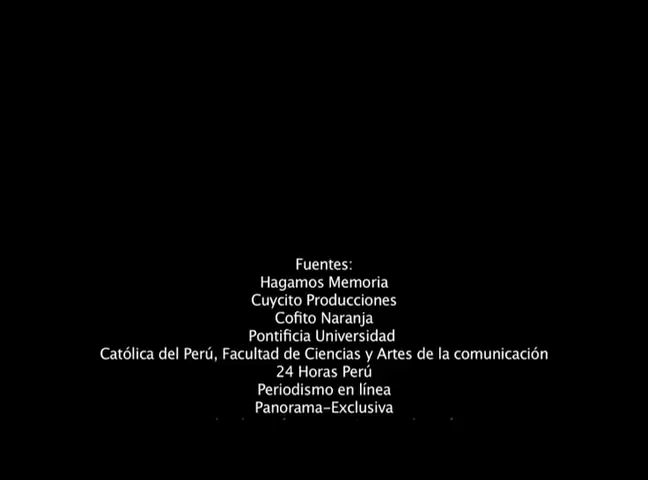 Fuentes:
Hagamos Memoria
Cuycito Producciones
Cofito Naranja
Pontificia Universidad
Católica del Perú, Facultad de Ciencias y Artes de la comunicación
24 Horas Perú
Periodismo en línea
Panorama-Exclusiva